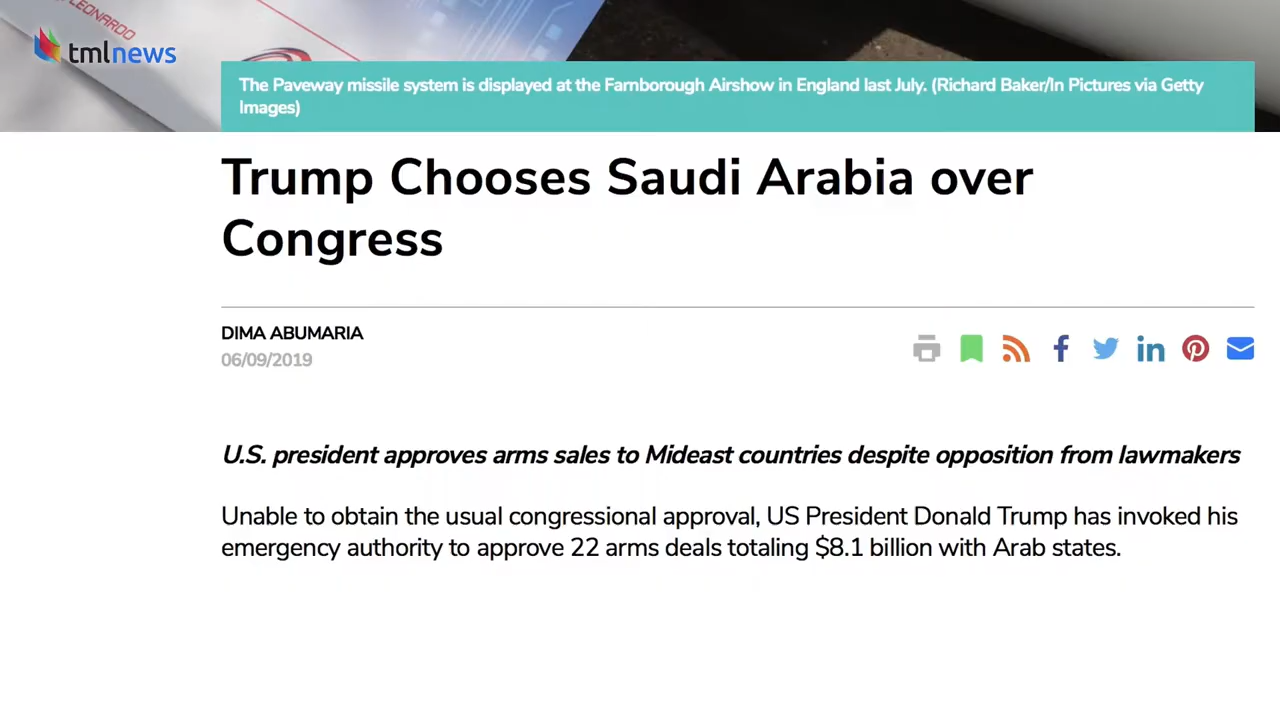 LEONARDO
tmlnews
The Paveway missile system is displayed at the Farnborough Airshow in England last July. (Richard Baker/In Pictures via Getty
Images)
Trump Chooses Saudi Arabia over
Congress
DIMA ABUMARIA
06/09/2019
U.S. president approves arms sales to Mideast countries despite opposition from lawmakers
Unable to obtain the usual congressional approval, US President Donald Trump has invoked his
emergency authority to approve 22 arms deals totaling $8.1 billion with Arab states.